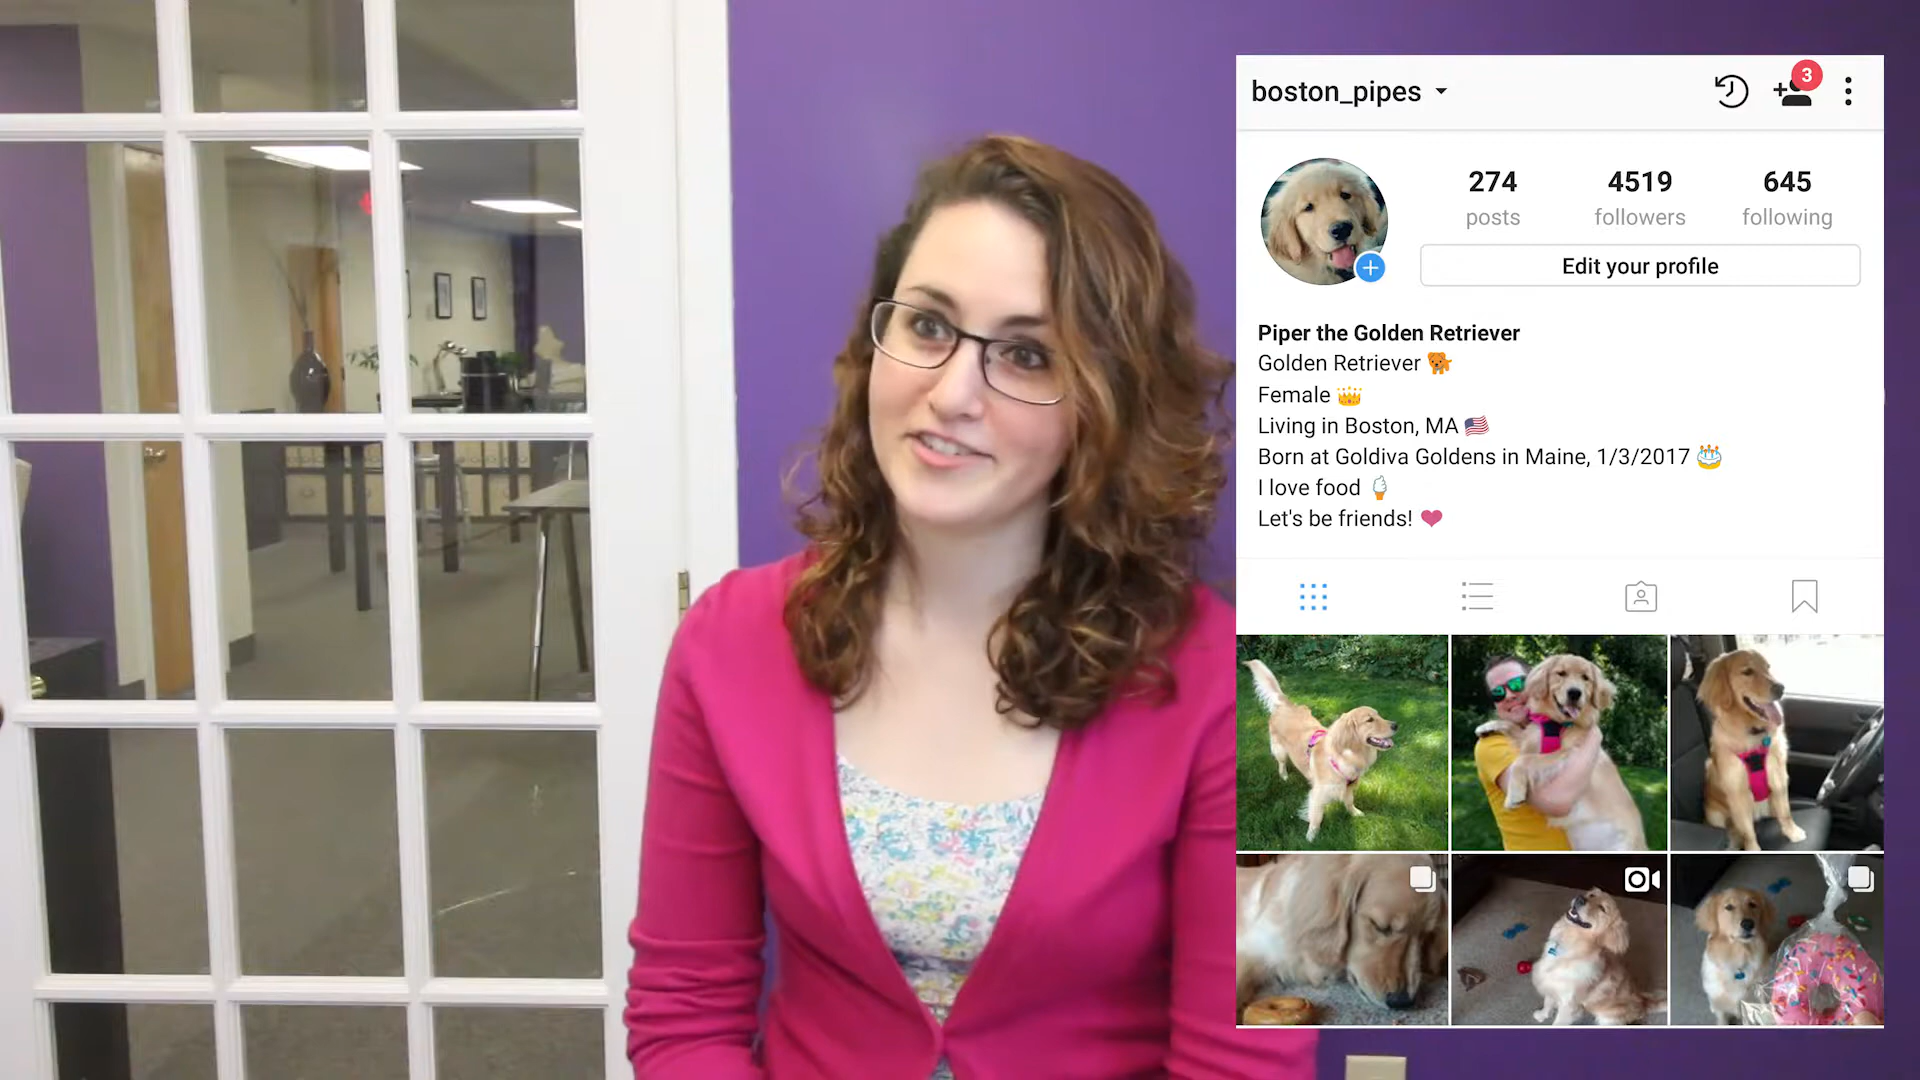 boston_pipes
3
274 4519 645
posts followers following
Edit your profile
Piper the Golden Retriever
Golden Retriever 🐕
Female 👑
Living in Boston, MA 🇺🇸
Born at Goldiva Goldens in Maine, 1/3/2017 🎂
I love food 🍦
Let's be friends! ❤